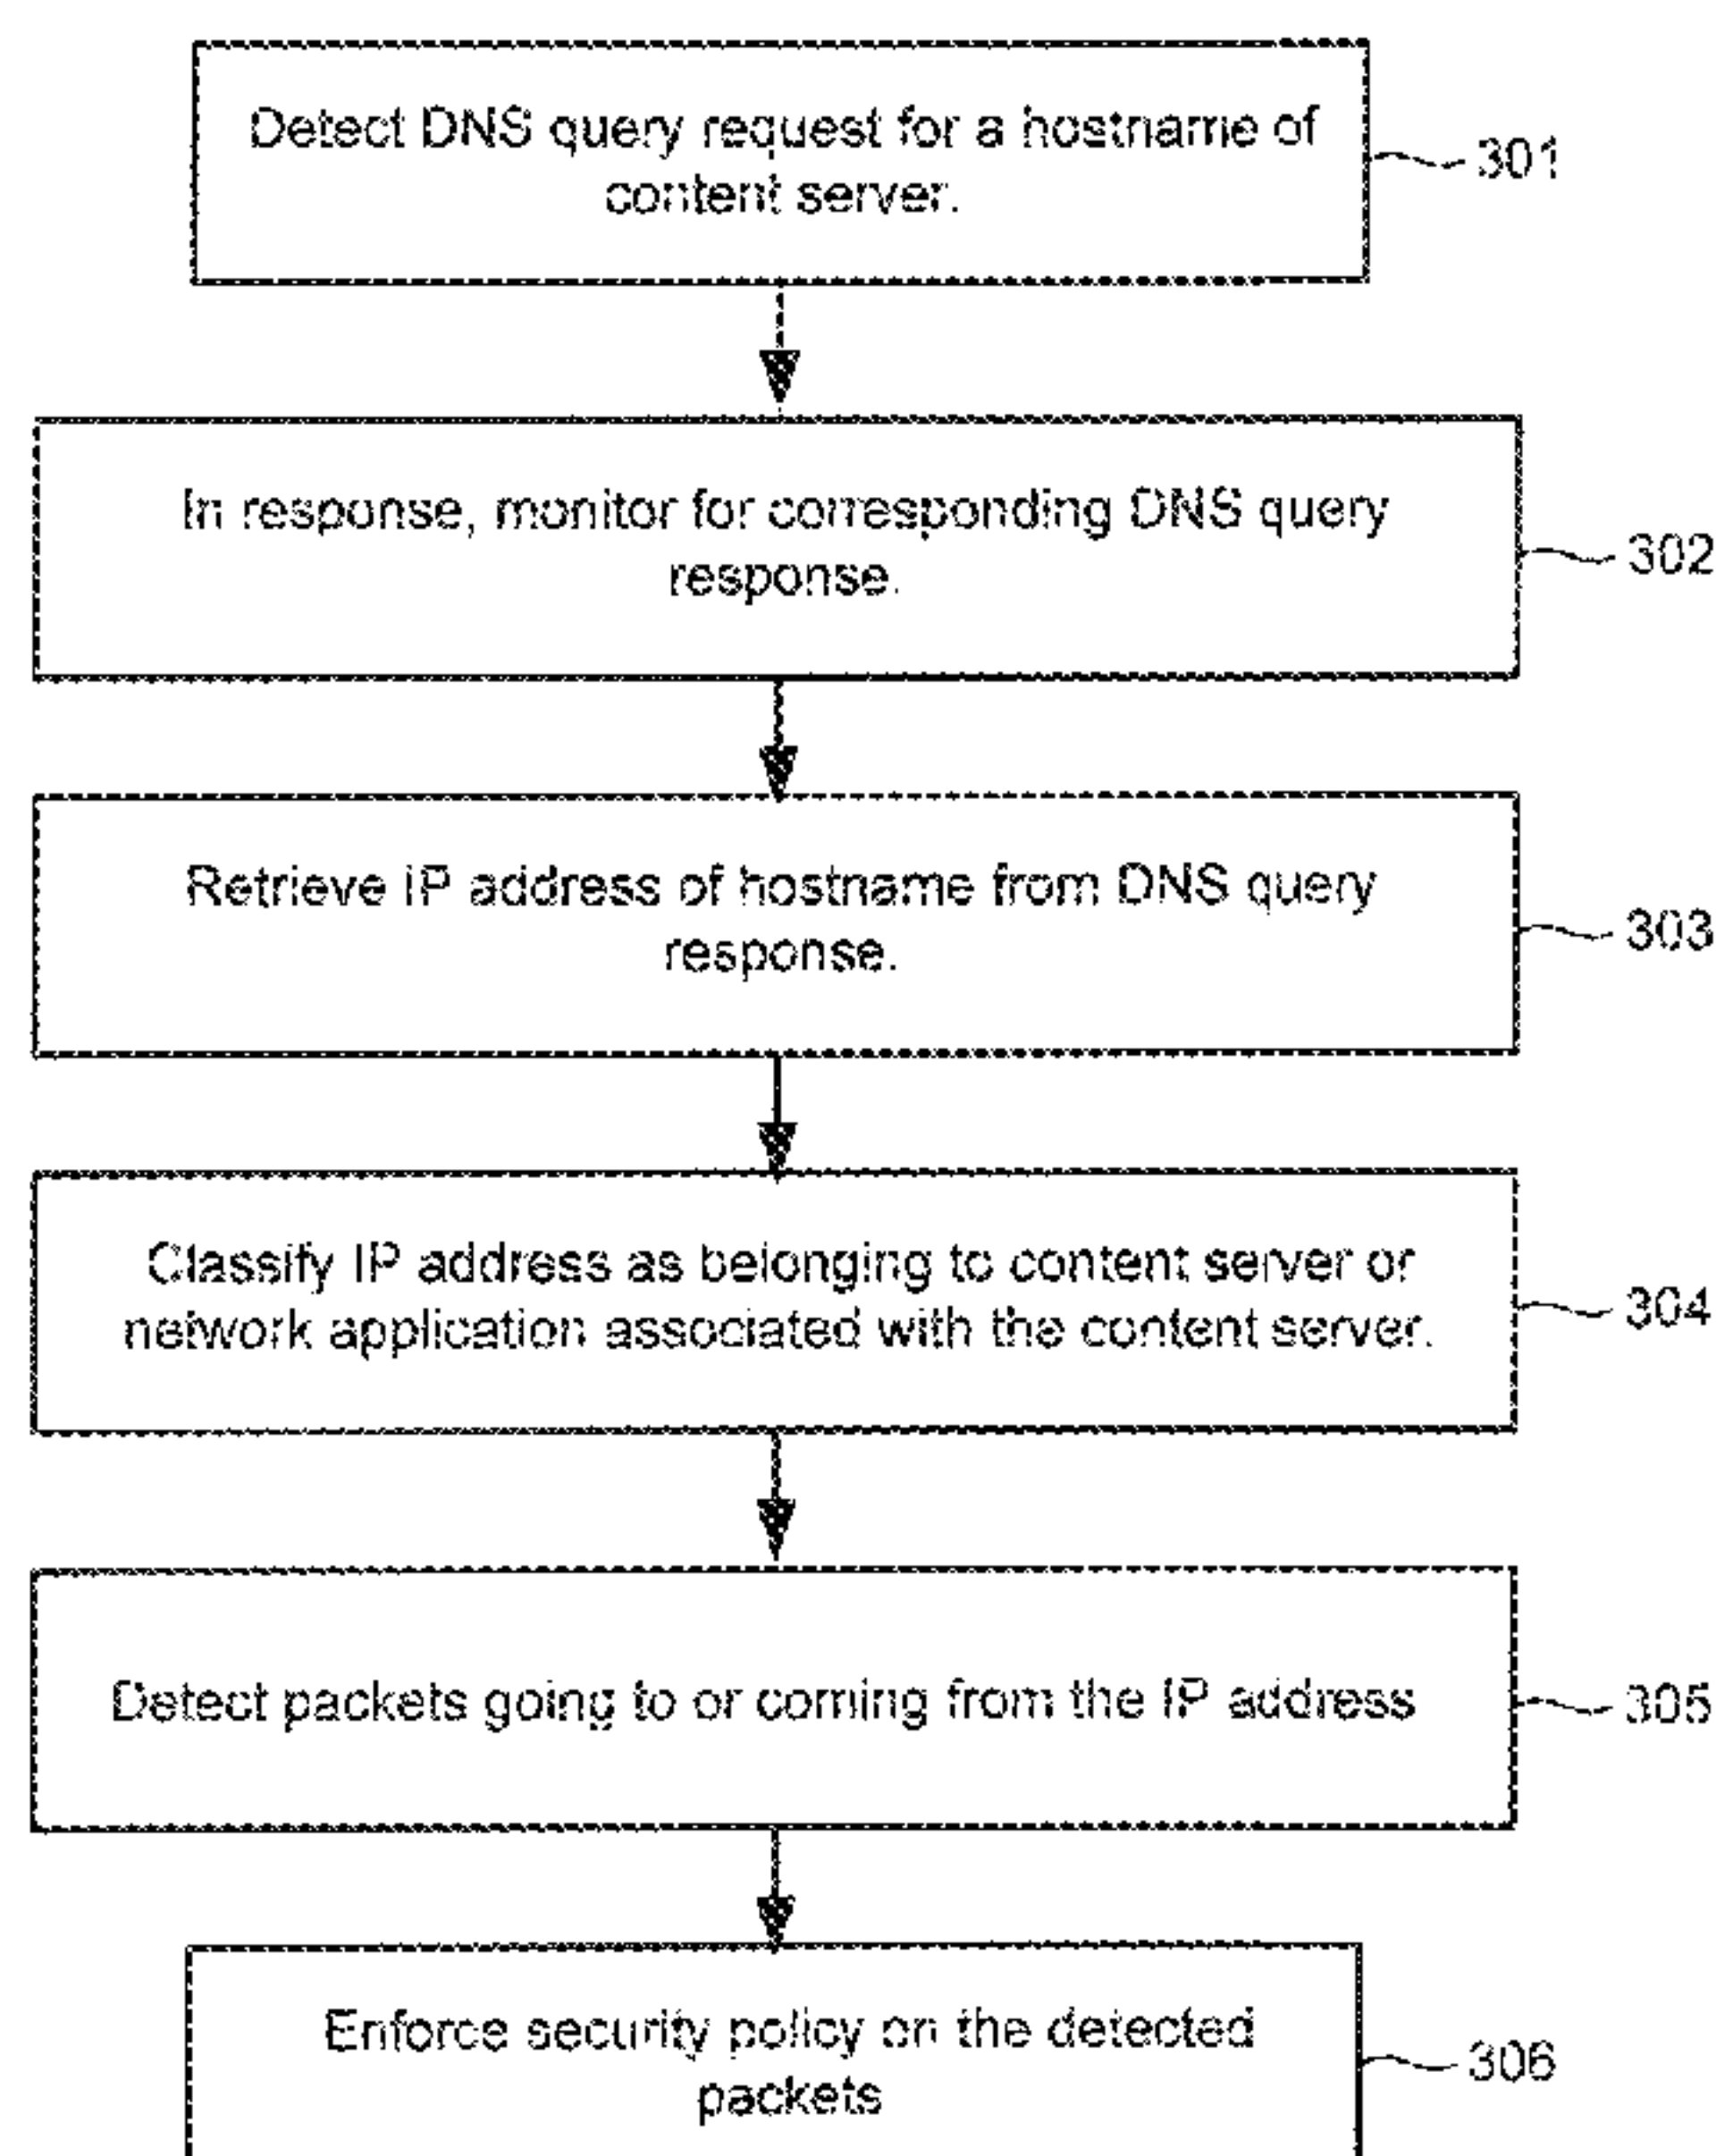 Detect DNS query request for a hostname of
content server.
301
In response, monitor for corresponding DNS query
response.
302
Retrieve IP address of hostname from DNS query
response.
303
Classify IP address as belonging to content server or
network application associated with the content server.
304
Detect packets going to or coming from the IP address
305
Enforce security policy on the detected
packets
306